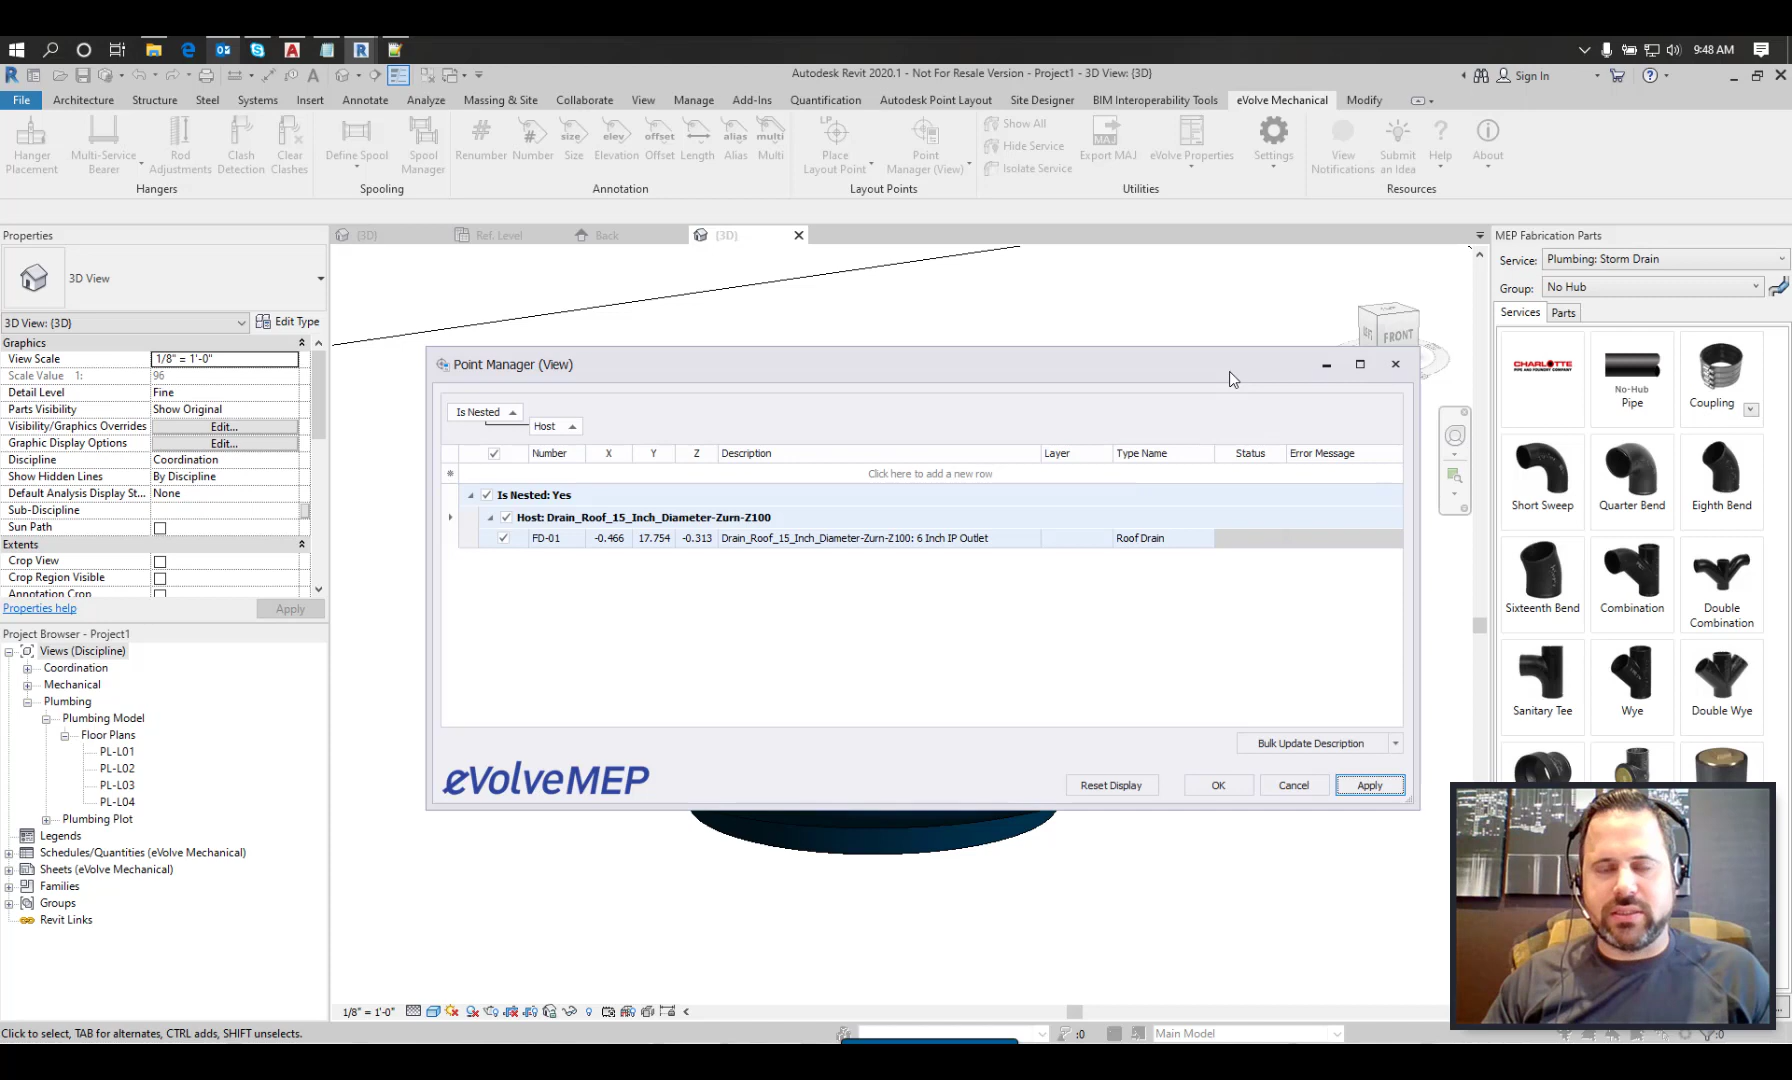 9:48 AM
Autodesk Revit 2020.1 - Not For Resale Version - Project1 - 3D View: {3D}
Sign In
File Architecture Structure Steel Systems Insert Annotate Analyze Massing & Site Collaborate View Manage Add-Ins Quantification Autodesk Point Layout Site Designer BIM Interoperability Tools eVolve Mechanical Modify
Hanger Placement
Multi-Service Bearer
Rod Adjustments
Clash Detection
Clear Clashes
Define Spool
Spool Manager
Renumber
Number
size
Size
elev
Elevation
offset
Offset
Length
alias
Alias
multi
Multi
LP
Place Layout Point
Point Manager (View)
Show All
Hide Service
Isolate Service
MAJ
Export MAJ
eVolve Properties
Settings
View Notifications
Submit an Idea
Help
About
Hangers
Spooling
Annotation
Layout Points
Utilities
Resources
Properties
{3D}
Ref. Level
Back
{3D}
3D View
3D View: {3D}
Edit Type
Graphics
View Scale 1/8" = 1'-0"
Scale Value 1: 96
Detail Level Fine
Parts Visibility Show Original
Visibility/Graphics Overrides Edit...
Graphic Display Options Edit...
Discipline Coordination
Show Hidden Lines By Discipline
Default Analysis Display St... None
Sub-Discipline
Sun Path
Extents
Crop View
Crop Region Visible
Annotation Crop
Properties help
Apply
Project Browser - Project1
Views (Discipline)
Coordination
Mechanical
Plumbing
Plumbing Model
Floor Plans
PL-L01
PL-L02
PL-L03
PL-L04
Plumbing Plot
Legends
Schedules/Quantities (eVolve Mechanical)
Sheets (eVolve Mechanical)
Families
Groups
Revit Links
FRONT
Point Manager (View)
Is Nested
Host
Number X Y Z Description Layer Type Name Status Error Message
Click here to add a new row
Is Nested: Yes
Host: Drain_Roof_15_Inch_Diameter-Zurn-Z100
FD-01 -0.466 17.754 -0.313 Drain_Roof_15_Inch_Diameter-Zurn-Z100: 6 Inch IP Outlet Roof Drain
Bulk Update Description
eVolveMEP
Reset Display
OK
Cancel
Apply
MEP Fabrication Parts
Service: Plumbing: Storm Drain
Group: No Hub
Services Parts
CHARLOTTE
PIPE AND FOUNDRY COMPANY
No-Hub Pipe
Coupling
Short Sweep
Quarter Bend
Eighth Bend
Sixteenth Bend
Combination
Double Combination
Sanitary Tee
Wye
Double Wye
1/8" = 1'-0"
Click to select, TAB for alternates, CTRL adds, SHIFT unselects.
:0
Main Model
:0